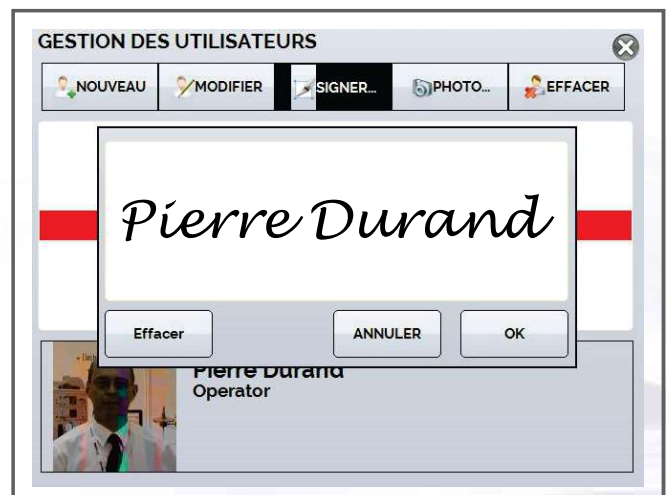 GESTION DES UTILISATEURS
NOUVEAU MODIFIER SIGNER... PHOTO... EFFACER
Pierre Durand
Effacer ANNULER OK
Pierre Durand
Operator